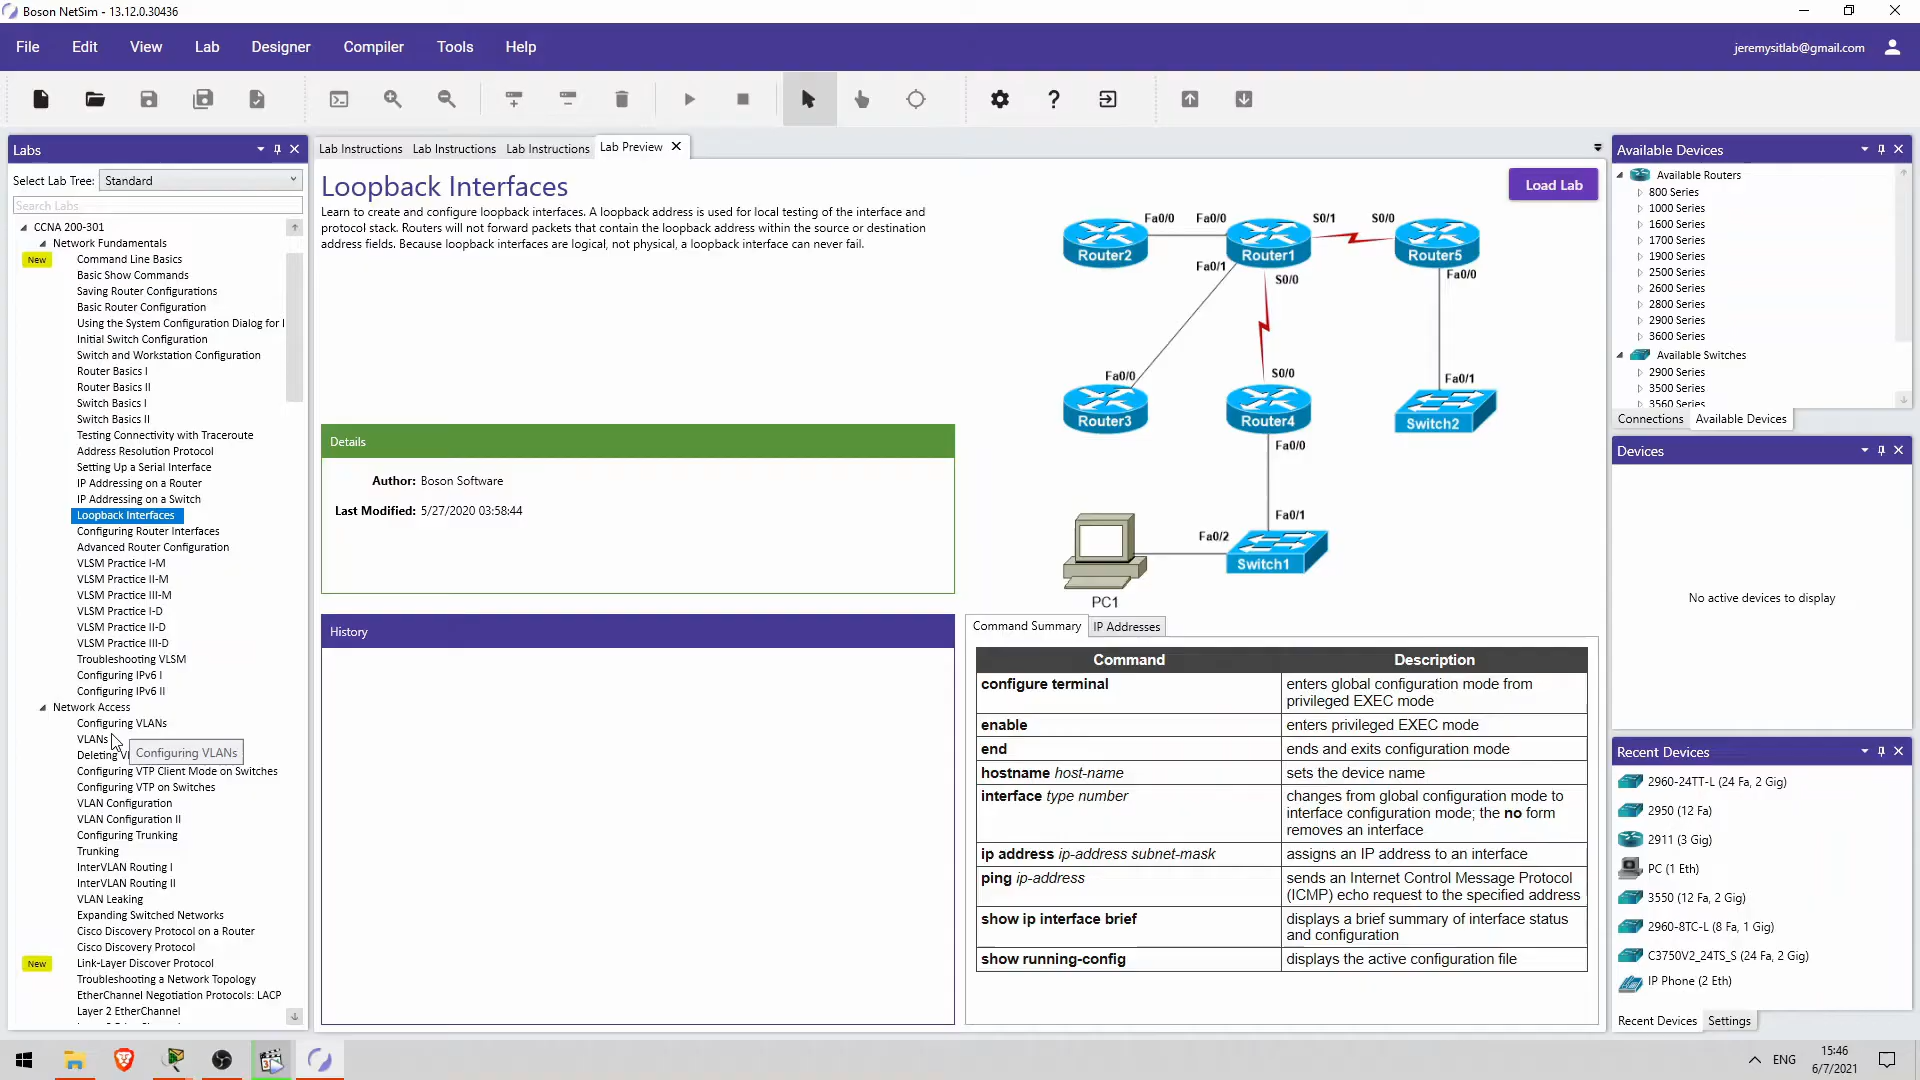 Boson NetSim - 13.12.0.30436
File Edit View Lab Designer Compiler Tools Help
jeremysitlab@gmail.com
Labs
Select Lab Tree: Standard
Search Labs
CCNA 200-301
Network Fundamentals
New Command Line Basics
Basic Show Commands
Saving Router Configurations
Basic Router Configuration
Using the System Configuration Dialog for I
Initial Switch Configuration
Switch and Workstation Configuration
Router Basics I
Router Basics II
Switch Basics I
Switch Basics II
Testing Connectivity with Traceroute
Address Resolution Protocol
Setting Up a Serial Interface
IP Addressing on a Router
IP Addressing on a Switch
Loopback Interfaces
Configuring Router Interfaces
Advanced Router Configuration
VLSM Practice I-M
VLSM Practice II-M
VLSM Practice III-M
VLSM Practice I-D
VLSM Practice II-D
VLSM Practice III-D
Troubleshooting VLSM
Configuring IPv6 I
Configuring IPv6 II
Network Access
Configuring VLANs
VLANs
Deleting
Configuring VLANs
Configuring VTP Client Mode on Switches
Configuring VTP on Switches
VLAN Configuration
VLAN Configuration II
Configuring Trunking
Trunking
InterVLAN Routing I
InterVLAN Routing II
VLAN Leaking
Expanding Switched Networks
Cisco Discovery Protocol on a Router
Cisco Discovery Protocol
New Link-Layer Discover Protocol
Troubleshooting a Network Topology
EtherChannel Negotiation Protocols: LACP
Layer 2 EtherChannel
Lab Instructions Lab Instructions Lab Instructions Lab Preview
Loopback Interfaces
Load Lab
Learn to create and configure loopback interfaces. A loopback address is used for local testing of the interface and
protocol stack. Routers will not forward packets that contain the loopback address within the source or destination
address fields. Because loopback interfaces are logical, not physical, a loopback interface can never fail.
Details
Author: Boson Software
Last Modified: 5/27/2020 03:58:44
History
Fa0/0 Fa0/0 S0/1 S0/0
Router2 Router1 Router5
Fa0/1 S0/0 Fa0/0
Fa0/0 S0/0 Fa0/1
Router3 Router4 Switch2
Fa0/0
Fa0/1
Fa0/2
Switch1
PC1
Command Summary IP Addresses
Command Description
configure terminal enters global configuration mode from
privileged EXEC mode
enable enters privileged EXEC mode
end ends and exits configuration mode
hostname host-name sets the device name
interface type number changes from global configuration mode to
interface configuration mode; the no form
removes an interface
ip address ip-address subnet-mask assigns an IP address to an interface
ping ip-address sends an Internet Control Message Protocol
(ICMP) echo request to the specified address
show ip interface brief displays a brief summary of interface status
and configuration
show running-config displays the active configuration file
Available Devices
Available Routers
800 Series
1000 Series
1600 Series
1700 Series
1900 Series
2500 Series
2600 Series
2800 Series
2900 Series
3600 Series
Available Switches
2900 Series
3500 Series
3560 Series
Connections Available Devices
Devices
No active devices to display
Recent Devices
2960-24TT-L (24 Fa, 2 Gig)
2950 (12 Fa)
2911 (3 Gig)
PC (1 Eth)
3550 (12 Fa, 2 Gig)
2960-8TC-L (8 Fa, 1 Gig)
C3750V2_24TS_S (24 Fa, 2 Gig)
IP Phone (2 Eth)
Recent Devices Settings
ENG
15:46
6/7/2021